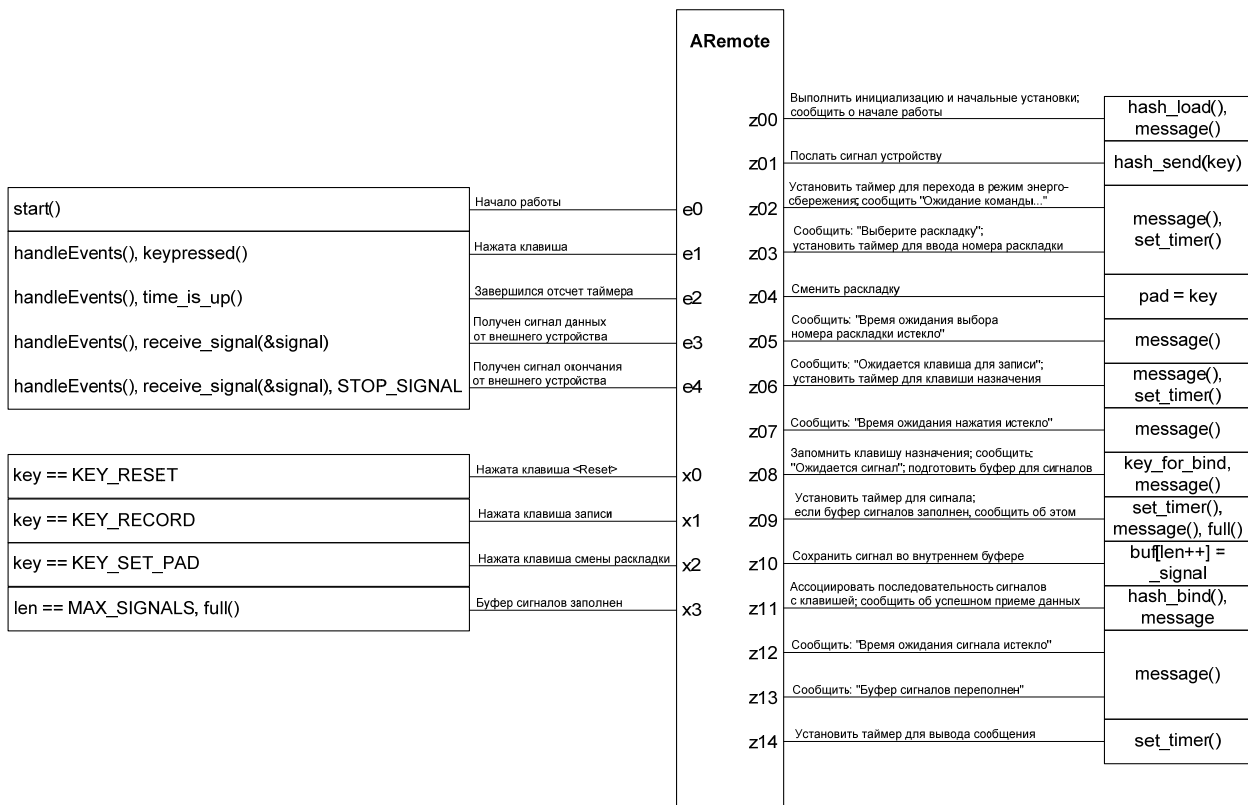 ARemote
start()
Начало работы
e0
handleEvents(), keypressed()
Нажата клавиша
e1
handleEvents(), time_is_up()
Завершился отсчет таймера
e2
handleEvents(), receive_signal(&signal)
Получен сигнал данных
от внешнего устройства
e3
handleEvents(), receive_signal(&signal), STOP_SIGNAL
Получен сигнал окончания
от внешнего устройства
e4
key == KEY_RESET
Нажата клавиша <Reset>
x0
key == KEY_RECORD
Нажата клавиша записи
x1
key == KEY_SET_PAD
Нажата клавиша смены раскладки
x2
len == MAX_SIGNALS, full()
Буфер сигналов заполнен
x3
z00
Выполнить инициализацию и начальные установки;
сообщить о начале работы
hash_load(),
message()
z01
Послать сигнал устройству
hash_send(key)
z02
Установить таймер для перехода в режим энерго-
сбережения; сообщить "Ожидание команды..."
z03
Сообщить: "Выберите раскладку";
установить таймер для ввода номера раскладки
message(),
set_timer()
z04
Сменить раскладку
pad = key
z05
Сообщить: "Время ожидания выбора
номера раскладки истекло"
message()
z06
Сообщить: "Ожидается клавиша для записи";
установить таймер для клавиши назначения
message(),
set_timer()
z07
Сообщить: "Время ожидания нажатия истекло"
message()
z08
Запомнить клавишу назначения; сообщить:
"Ожидается сигнал"; подготовить буфер для сигналов
key_for_bind,
message()
z09
Установить таймер для сигнала;
если буфер сигналов заполнен, сообщить об этом
set_timer(),
message(), full()
z10
Сохранить сигнал во внутреннем буфере
buf[len++] =
_signal
z11
Ассоциировать последовательность сигналов
с клавишей; сообщить об успешном приеме данных
hash_bind(),
message
z12
Сообщить: "Время ожидания сигнала истекло"
z13
Сообщить: "Буфер сигналов переполнен"
message()
z14
Установить таймер для вывода сообщения
set_timer()